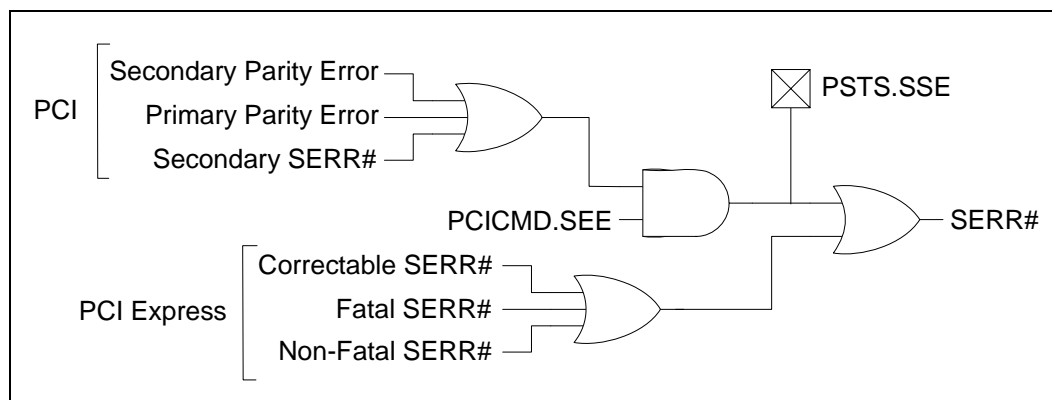 Secondary Parity Error
PCI
Primary Parity Error
Secondary SERR#
PSTS.SSE
PCICMD.SEE
SERR#
Correctable SERR#
PCI Express
Fatal SERR#
Non-Fatal SERR#